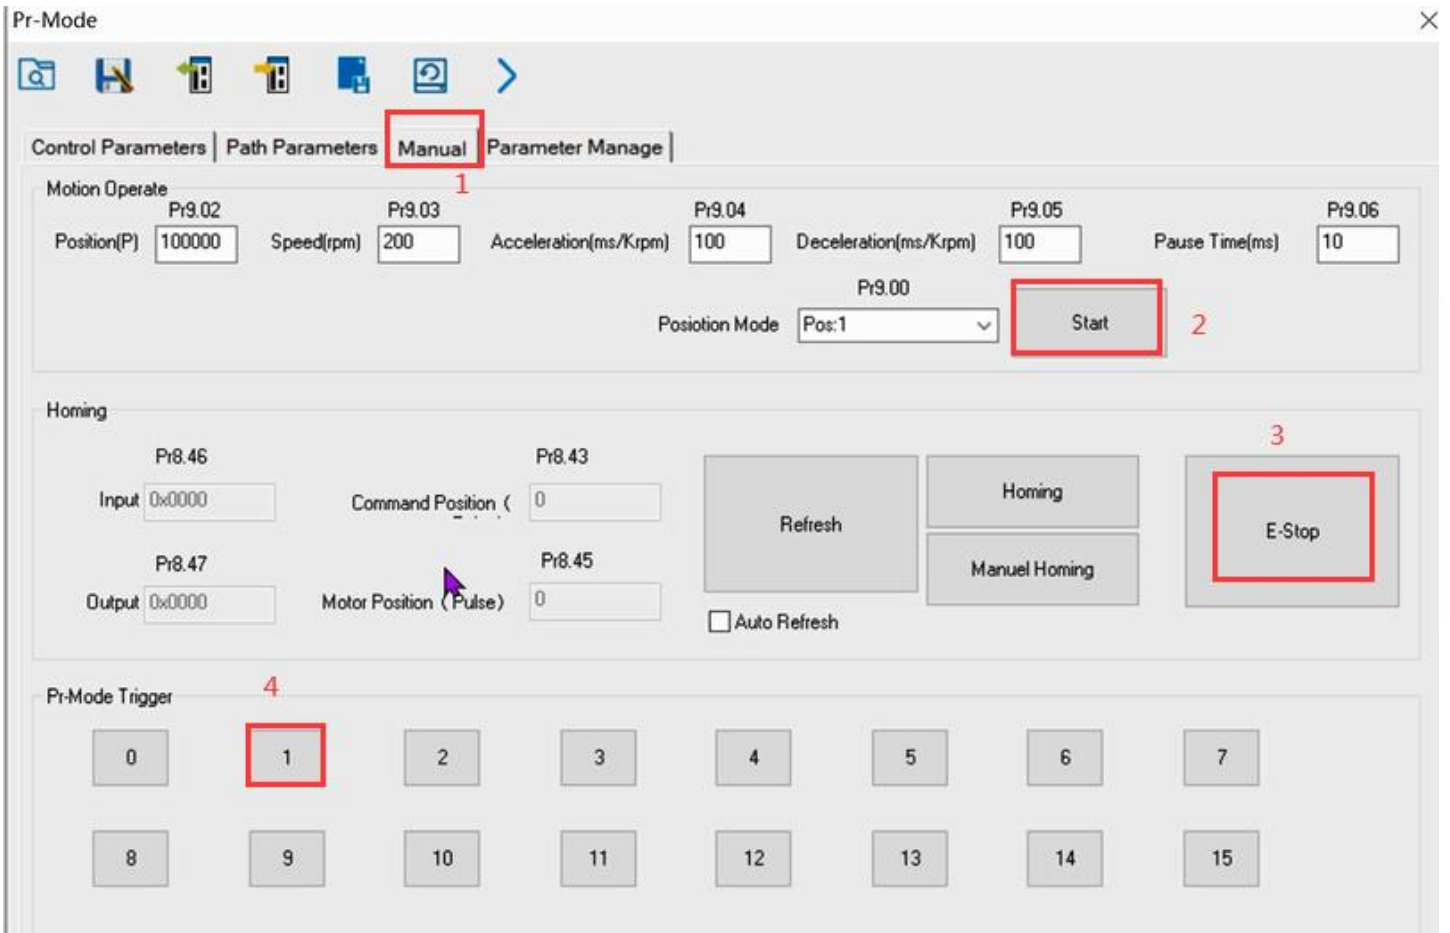 Pr-Mode
Control Parameters Path Parameters Manual Parameter Manage
1
Motion Operate
Pr9.02 Pr9.03 Pr9.04 Pr9.05 Pr9.06
Position(P) 100000 Speed(rpm) 200 Acceleration(ms/Krpm) 100 Deceleration(ms/Krpm) 100 Pause Time(ms) 10
Pr9.00
Posiotion Mode Pos:1 Start 2
Homing
3
Pr8.46 Pr8.43
Input 0x0000 Command Position ( 0 Refresh Homing E-Stop
Pr8.47 Pr8.45 Manuel Homing
Output 0x0000 Motor Position (Pulse) 0
Auto Refresh
Pr-Mode Trigger 4
0 1 2 3 4 5 6 7
8 9 10 11 12 13 14 15